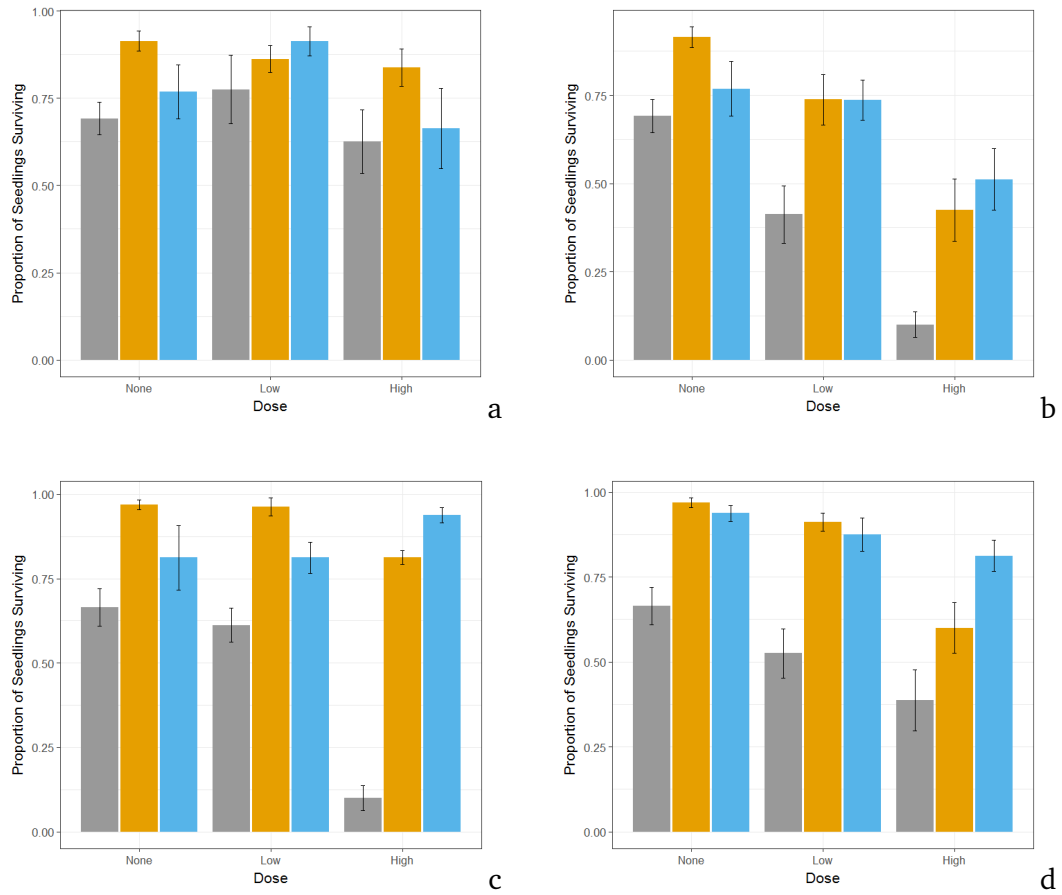 1.00
0.75
0.50
0.25
0.00
Proportion of Seedlings Surviving
None Low High
Dose
a
0.75
0.50
0.25
0.00
Proportion of Seedlings Surviving
None Low High
Dose
b
1.00
0.75
0.50
0.25
0.00
Proportion of Seedlings Surviving
None Low High
Dose
c
1.00
0.75
0.50
0.25
0.00
Proportion of Seedlings Surviving
None Low High
Dose
d